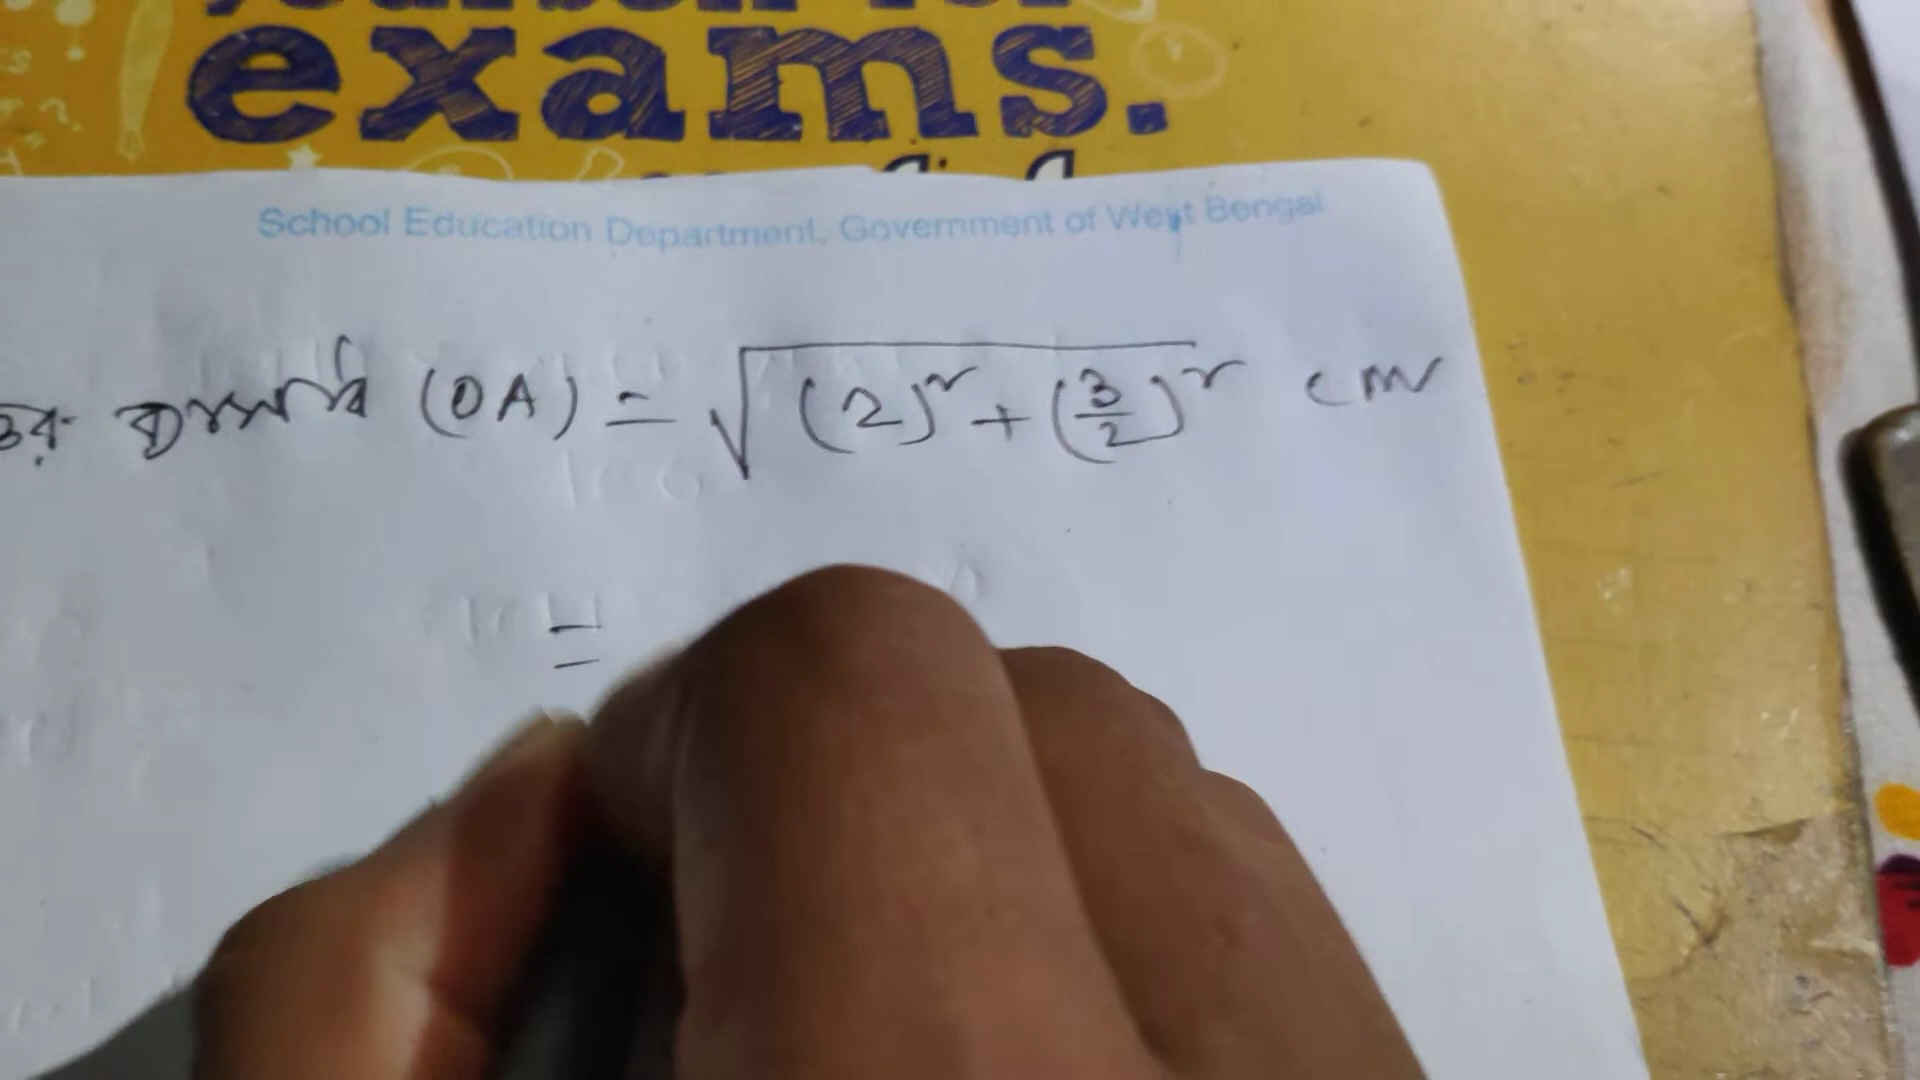 exams.
School Education Department, Government of West Bengal
ব্যাসার্ধ (OA) = √(2)² + (3/2)² cm
=